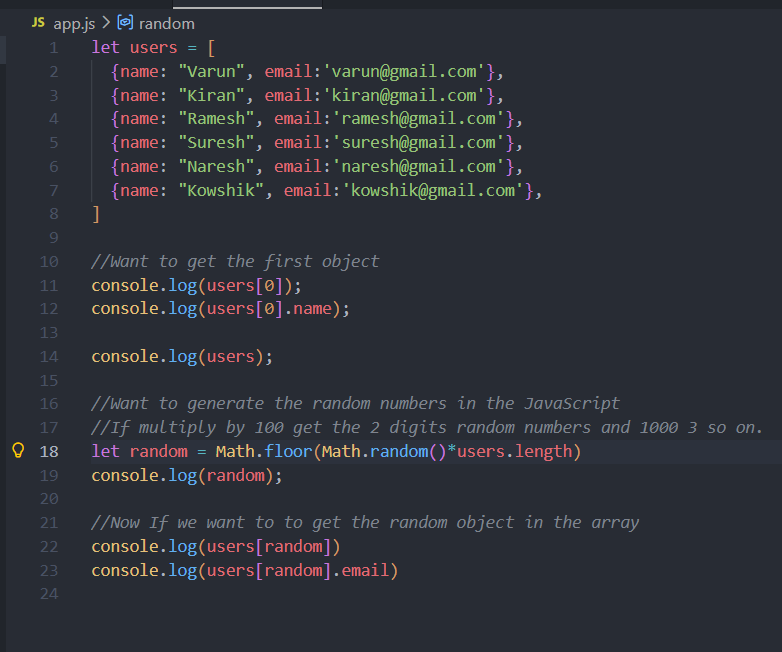 JS app.js > random
1 let users = [
2 {name: "Varun", email:'varun@gmail.com'},
3 {name: "Kiran", email:'kiran@gmail.com'},
4 {name: "Ramesh", email:'ramesh@gmail.com'},
5 {name: "Suresh", email:'suresh@gmail.com'},
6 {name: "Naresh", email:'naresh@gmail.com'},
7 {name: "Kowshik", email:'kowshik@gmail.com'},
8 ]
9
10 //Want to get the first object
11 console.log(users[0]);
12 console.log(users[0].name);
13
14 console.log(users);
15
16 //Want to generate the random numbers in the JavaScript
17 //If multiply by 100 get the 2 digits random numbers and 1000 3 so on.
18 let random = Math.floor(Math.random()*users.length)
19 console.log(random);
20
21 //Now If we want to to get the random object in the array
22 console.log(users[random])
23 console.log(users[random].email)
24